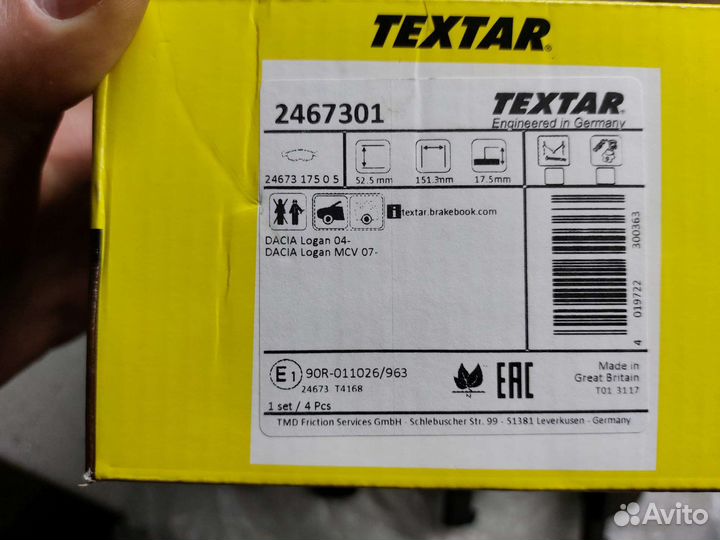 TEXTAR®
2467301
TEXTAR®
Engineered in Germany
24673 175 0 5
52.5 mm
151.3mm
17.5mm
i textar.brakebook.com
DACIA Logan 04-
DACIA Logan MCV 07-
4 019722 300363
E1 90R-011026/963
24673 T4168
N
EAC
Made in
Great Britain
T01 3117
1 set / 4 Pcs
TMD Friction Services GmbH - Schlebuscher Str. 99 - 51381 Leverkusen - Germany
Avito